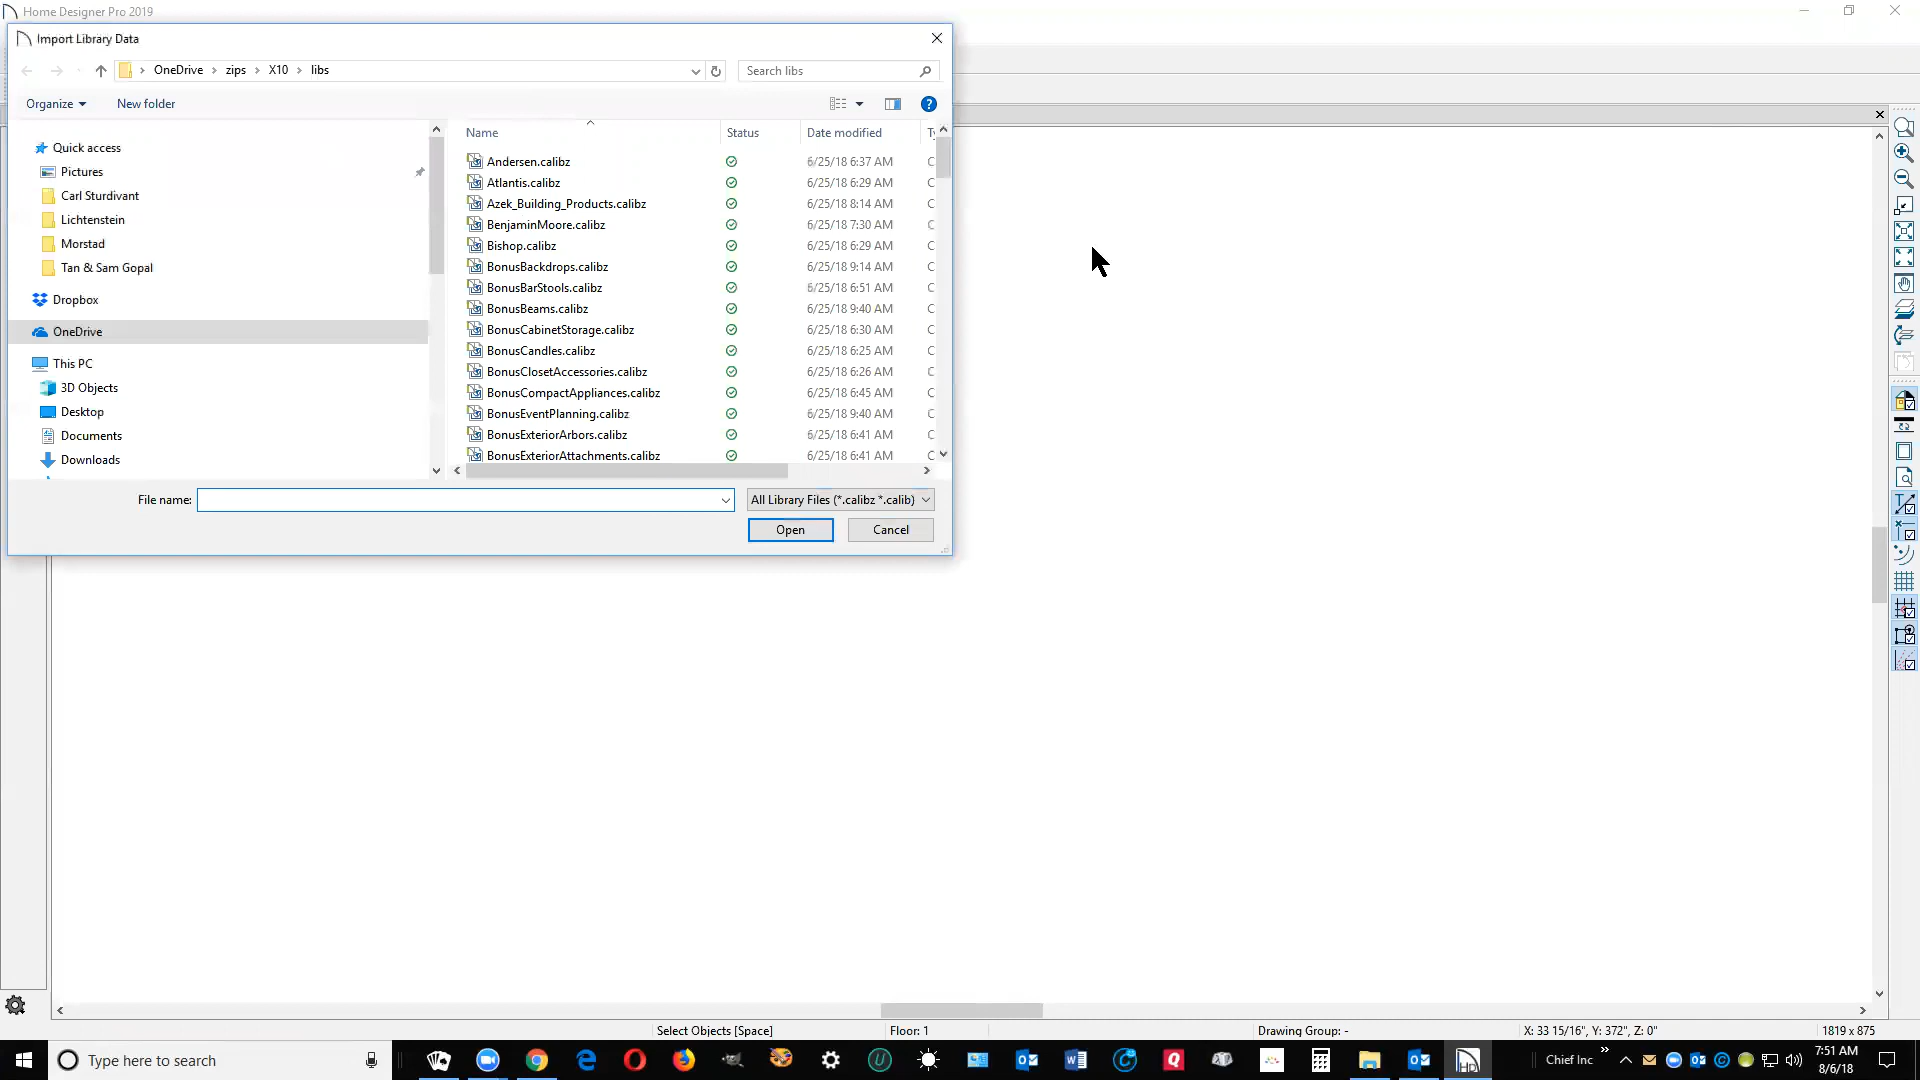 Home Designer Pro 2019
Import Library Data
OneDrive zips X10 libs
Search libs
Organize New folder
Quick access
Pictures
Carl Sturdivant
Lichtenstein
Morstad
Tan & Sam Gopal
Dropbox
OneDrive
This PC
3D Objects
Desktop
Documents
Downloads
Name Status Date modified
Andersen.calibz 6/25/18 6:37 AM C
Atlantis.calibz 6/25/18 6:29 AM C
Azek_Building_Products.calibz 6/25/18 8:14 AM C
BenjaminMoore.calibz 6/25/18 7:30 AM C
Bishop.calibz 6/25/18 6:29 AM C
BonusBackdrops.calibz 6/25/18 9:14 AM C
BonusBarStools.calibz 6/25/18 6:51 AM C
BonusBeams.calibz 6/25/18 9:40 AM C
BonusCabinetStorage.calibz 6/25/18 6:30 AM C
BonusCandles.calibz 6/25/18 6:25 AM C
BonusClosetAccessories.calibz 6/25/18 6:26 AM C
BonusCompactAppliances.calibz 6/25/18 6:45 AM C
BonusEventPlanning.calibz 6/25/18 9:40 AM C
BonusExteriorArbors.calibz 6/25/18 6:41 AM C
BonusExteriorAttachments.calibz 6/25/18 6:41 AM C
File name: All Library Files (*.calibz *.calib)
Open Cancel
Select Objects [Space] Floor: 1 Drawing Group: - X: 33 15/16", Y: 372", Z: 0" 1819 x 875
Type here to search
Chief Inc
7:51 AM
8/6/18